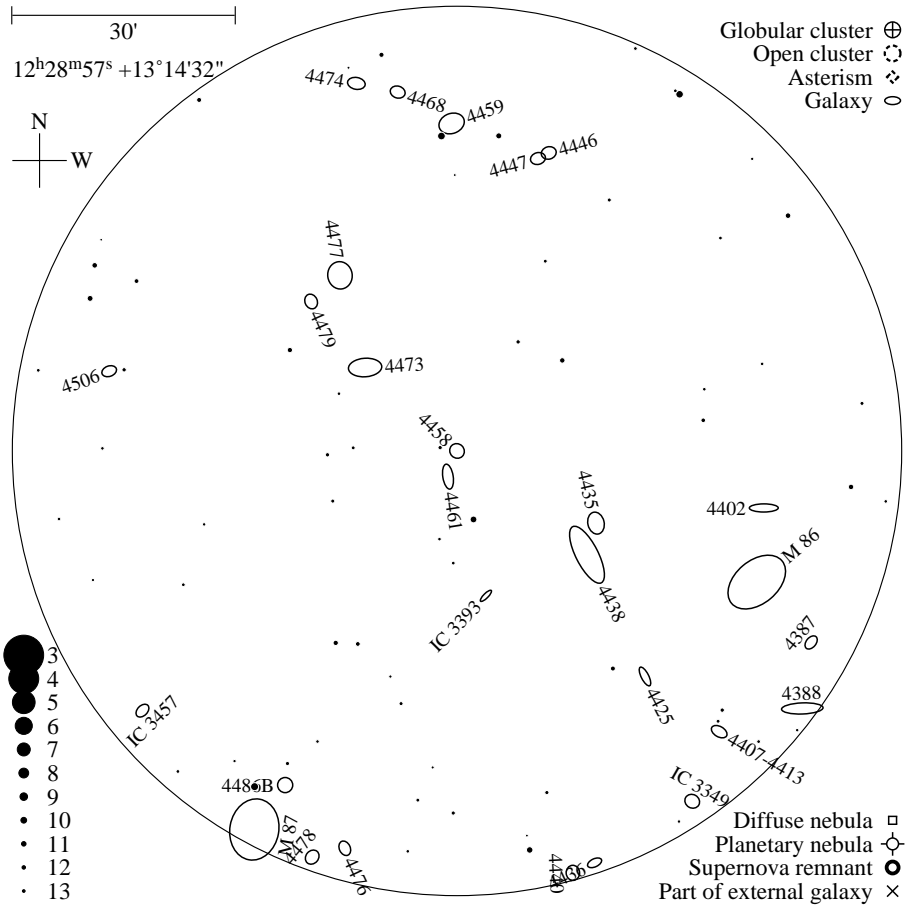 30'
12h28m57s +13°14'32"
N
W
Globular cluster
Open cluster
Asterism
Galaxy
4474
4468
4459
4447
4446
4477
4479
4473
4506
4458
4461
4435
4438
4402
M 86
4387
4388
IC 3393
4425
4407-4413
IC 3349
IC 3457
4486B
M 87
4478
4476
4436
3
4
5
6
7
8
9
10
11
12
13
Diffuse nebula
Planetary nebula
Supernova remnant
Part of external galaxy